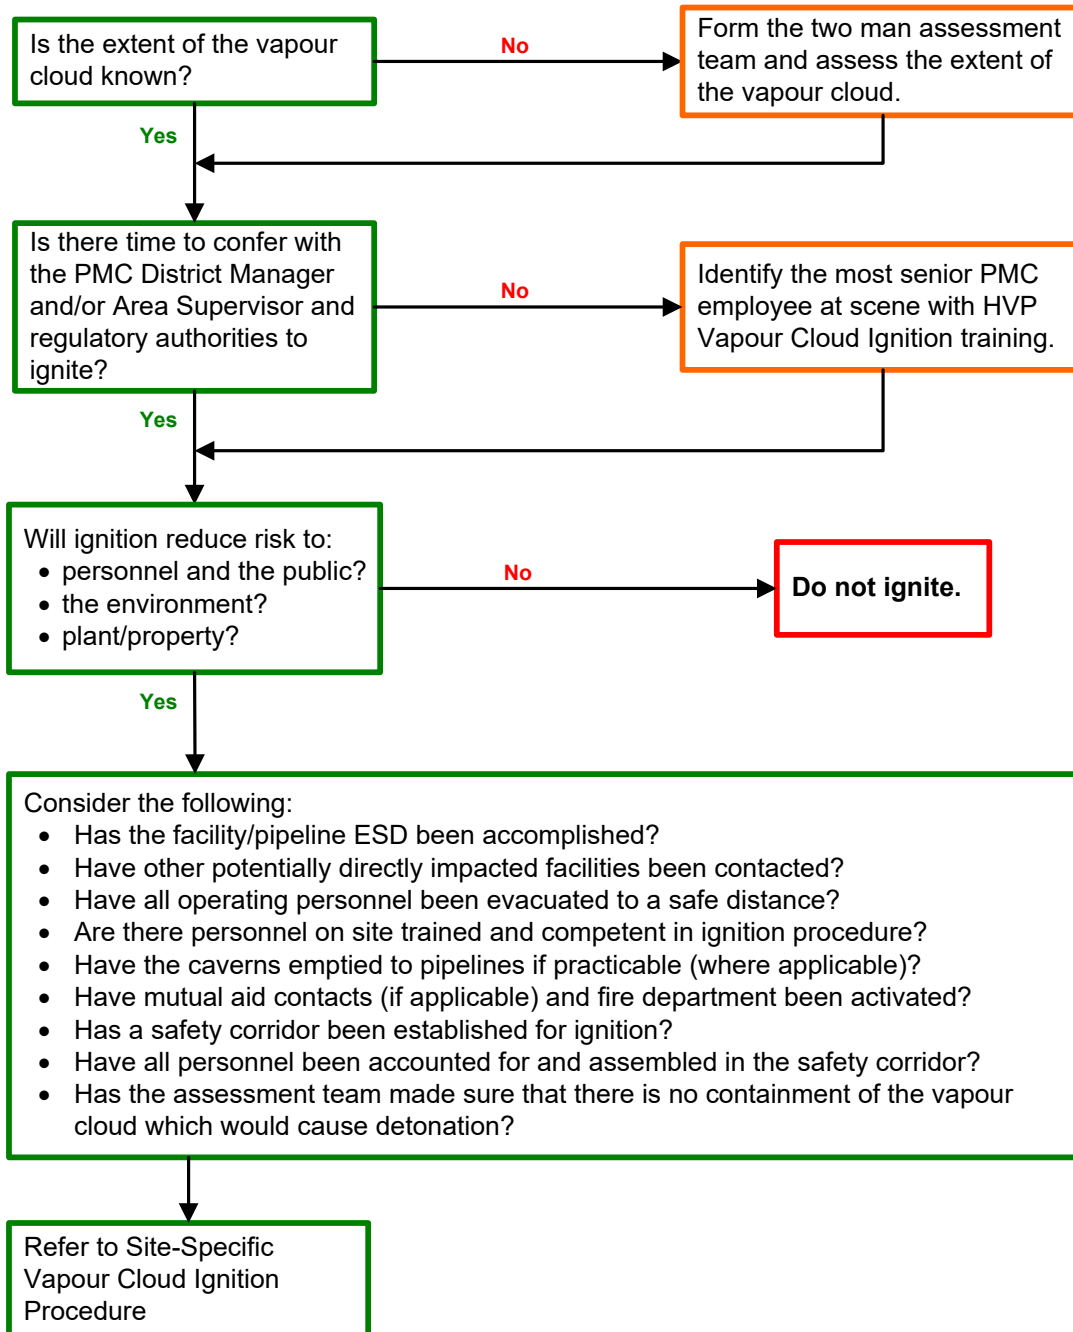 Is the extent of the vapour
cloud known?
No
Form the two man assessment
team and assess the extent of
the vapour cloud.
Yes
Is there time to confer with
the PMC District Manager
and/or Area Supervisor and
regulatory authorities to
ignite?
No
Identify the most senior PMC
employee at scene with HVP
Vapour Cloud Ignition training.
Yes
Will ignition reduce risk to:
• personnel and the public?
• the environment?
• plant/property?
No
Do not ignite.
Yes
Consider the following:
• Has the facility/pipeline ESD been accomplished?
• Have other potentially directly impacted facilities been contacted?
• Have all operating personnel been evacuated to a safe distance?
• Are there personnel on site trained and competent in ignition procedure?
• Have the caverns emptied to pipelines if practicable (where applicable)?
• Have mutual aid contacts (if applicable) and fire department been activated?
• Has a safety corridor been established for ignition?
• Have all personnel been accounted for and assembled in the safety corridor?
• Has the assessment team made sure that there is no containment of the vapour
cloud which would cause detonation?
Refer to Site-Specific
Vapour Cloud Ignition
Procedure